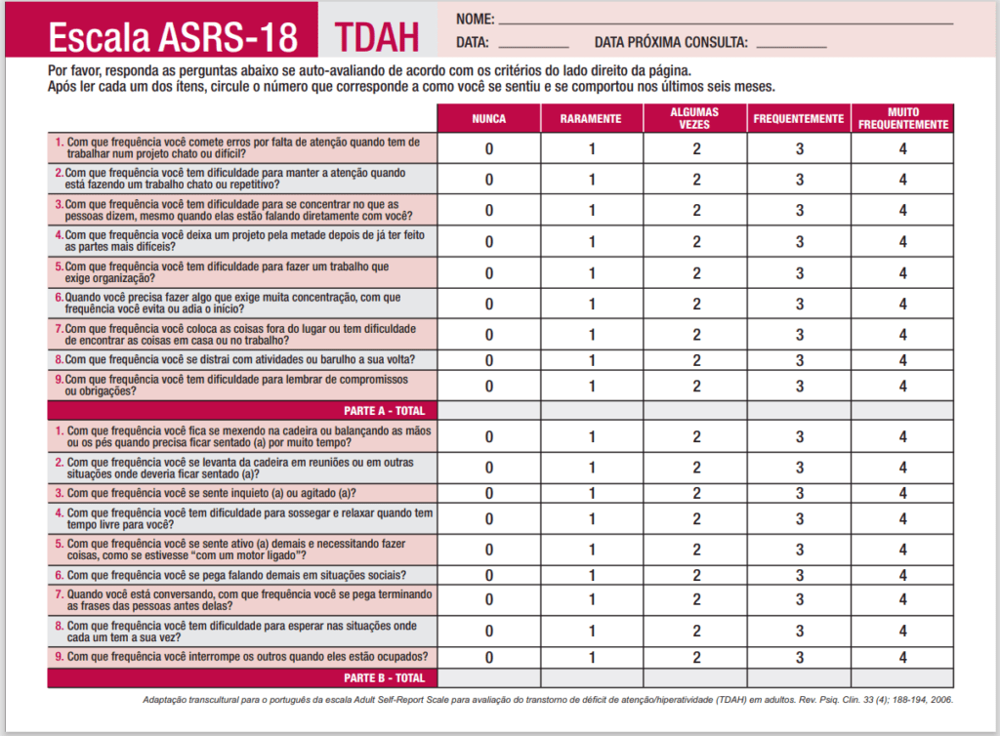 Escala ASRS-18
TDAH
NOME:
DATA: DATA PRÓXIMA CONSULTA:
Por favor, responda as perguntas abaixo se auto-avaliando de acordo com os critérios do lado direito da página.
Após ler cada um dos ítens, circule o número que corresponde a como você se sentiu e se comportou nos últimos seis meses.
NUNCA RARAMENTE ALGUMAS VEZES FREQUENTEMENTE MUITO FREQUENTEMENTE
1. Com que frequência você comete erros por falta de atenção quando tem de
trabalhar num projeto chato ou difícil?
0 1 2 3 4
2. Com que frequência você tem dificuldade para manter a atenção quando
está fazendo um trabalho chato ou repetitivo?
0 1 2 3 4
3. Com que frequência você tem dificuldade para se concentrar no que as
pessoas dizem, mesmo quando elas estão falando diretamente com você?
0 1 2 3 4
4. Com que frequência você deixa um projeto pela metade depois de já ter feito
as partes mais difíceis?
0 1 2 3 4
5. Com que frequência você tem dificuldade para fazer um trabalho que
exige organização?
0 1 2 3 4
6. Quando você precisa fazer algo que exige muita concentração, com que
frequência você evita ou adia o início?
0 1 2 3 4
7. Com que frequência você coloca as coisas fora do lugar ou tem dificuldade
de encontrar as coisas em casa ou no trabalho?
0 1 2 3 4
8. Com que frequência você se distrai com atividades ou barulho a sua volta?
0 1 2 3 4
9. Com que frequência você tem dificuldade para lembrar de compromissos
ou obrigações?
0 1 2 3 4
PARTE A - TOTAL
1. Com que frequência você fica se mexendo na cadeira ou balançando as mãos
ou os pés quando precisa ficar sentado (a) por muito tempo?
0 1 2 3 4
2. Com que frequência você se levanta da cadeira em reuniões ou em outras
situações onde deveria ficar sentado (a)?
0 1 2 3 4
3. Com que frequência você se sente inquieto (a) ou agitado (a)?
0 1 2 3 4
4. Com que frequência você tem dificuldade para sossegar e relaxar quando tem
tempo livre para você?
0 1 2 3 4
5. Com que frequência você se sente ativo (a) demais e necessitando fazer
coisas, como se estivesse “com um motor ligado”?
0 1 2 3 4
6. Com que frequência você se pega falando demais em situações sociais?
0 1 2 3 4
7. Quando você está conversando, com que frequência você se pega terminando
as frases das pessoas antes delas?
0 1 2 3 4
8. Com que frequência você tem dificuldade para esperar nas situações onde
cada um tem a sua vez?
0 1 2 3 4
9. Com que frequência você interrompe os outros quando eles estão ocupados?
0 1 2 3 4
PARTE B - TOTAL
Adaptação transcultural para o português da escala Adult Self-Report Scale para avaliação do transtorno de déficit de atenção/hiperatividade (TDAH) em adultos. Rev. Psiq. Clin. 33 (4); 188-194, 2006.